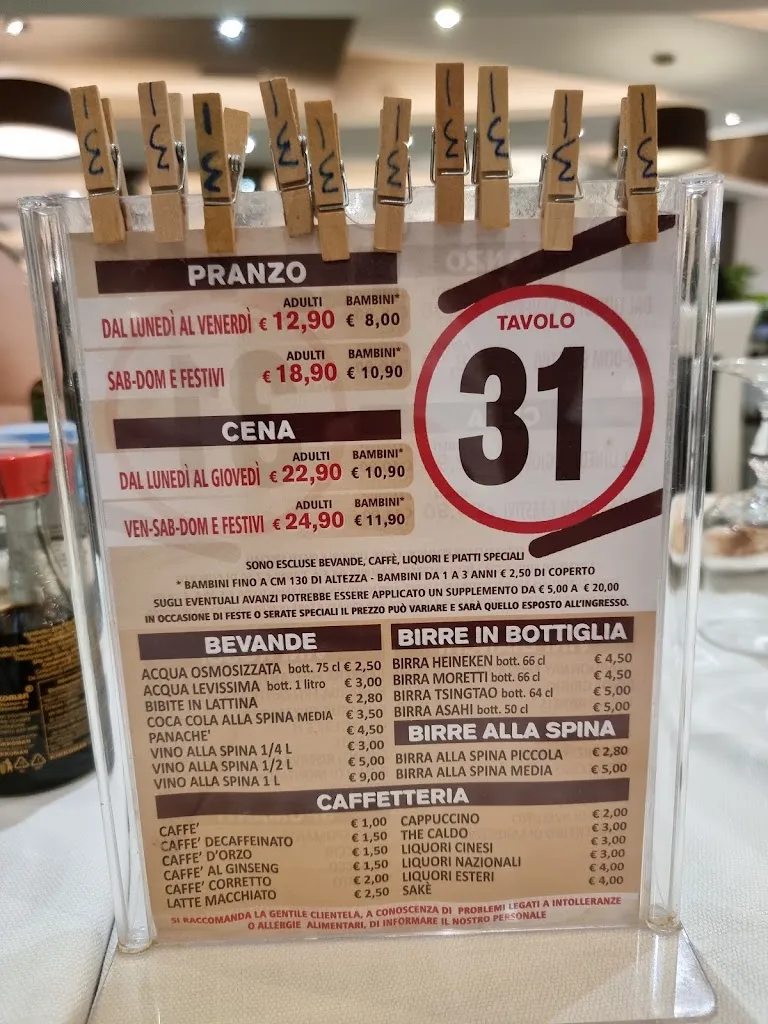 31 31 31 31 31 31 31 31 31 31
PRANZO
ADULTI BAMBINI*
DAL LUNEDÌ AL VENERDÌ € 12,90 € 8,00
ADULTI BAMBINI*
SAB-DOM E FESTIVI € 18,90 € 10,90
TAVOLO
31
CENA
ADULTI BAMBINI*
DAL LUNEDÌ AL GIOVEDÌ € 22,90 € 10,90
ADULTI BAMBINI*
VEN-SAB-DOM E FESTIVI € 24,90 € 11,90
SONO ESCLUSE BEVANDE, CAFFÈ, LIQUORI E PIATTI SPECIALI
* BAMBINI FINO A CM 130 DI ALTEZZA - BAMBINI DA 1 A 3 ANNI € 2,50 DI COPERTO
SUGLI EVENTUALI AVANZI POTREBBE ESSERE APPLICATO UN SUPPLEMENTO DA € 5,00 A € 20,00
IN OCCASIONE DI FESTE O SERATE SPECIALI IL PREZZO PUÒ VARIARE E SARÀ QUELLO ESPOSTO ALL'INGRESSO.
BEVANDE
ACQUA OSMOSIZZATA bott. 75 cl € 2,50
ACQUA LEVISSIMA bott. 1 litro € 3,00
BIBITE IN LATTINA € 2,80
COCA COLA ALLA SPINA MEDIA € 3,50
PANACHE' € 4,50
VINO ALLA SPINA 1/4 L € 3,00
VINO ALLA SPINA 1/2 L € 5,00
VINO ALLA SPINA 1 L € 9,00
BIRRE IN BOTTIGLIA
BIRRA HEINEKEN bott. 66 cl € 4,50
BIRRA MORETTI bott. 66 cl € 4,50
BIRRA TSINGTAO bott. 64 cl € 5,00
BIRRA ASAHI bott. 50 cl € 5,00
BIRRE ALLA SPINA
BIRRA ALLA SPINA PICCOLA € 2,80
BIRRA ALLA SPINA MEDIA € 5,00
CAFFETTERIA
CAFFE' € 1,00
CAFFE' DECAFFEINATO € 1,50
CAFFE' D'ORZO € 1,50
CAFFE' AL GINSENG € 1,50
CAFFE' CORRETTO € 2,00
LATTE MACCHIATO € 2,50
CAPPUCCINO € 2,00
THE CALDO € 3,00
LIQUORI CINESI € 3,00
LIQUORI NAZIONALI € 3,00
LIQUORI ESTERI € 4,00
SAKÈ € 4,00
SI RACCOMANDA LA GENTILE CLIENTELA, A CONOSCENZA DI PROBLEMI LEGATI A INTOLLERANZE
O ALLERGIE ALIMENTARI, DI INFORMARE IL NOSTRO PERSONALE